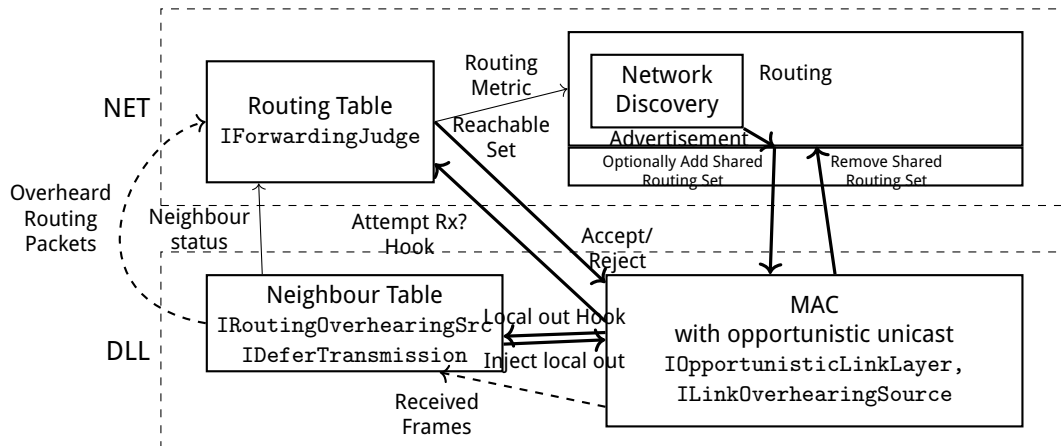 NET
Routing Table
IForwardingJudge
Routing
Metric
Reachable
Set
Network
Discovery
Routing
Advertisement
Optionally Add Shared
Routing Set
Remove Shared
Routing Set
Overheard
Routing
Packets
Neighbour
status
Attempt Rx?
Hook
Accept/
Reject
DLL
Neighbour Table
IRoutingOverhearingSrc
IDeferTransmission
Local out Hook
Inject local out
MAC
with opportunistic unicast
IOpportunisticLinkLayer,
ILinkOverhearingSource
Received
Frames